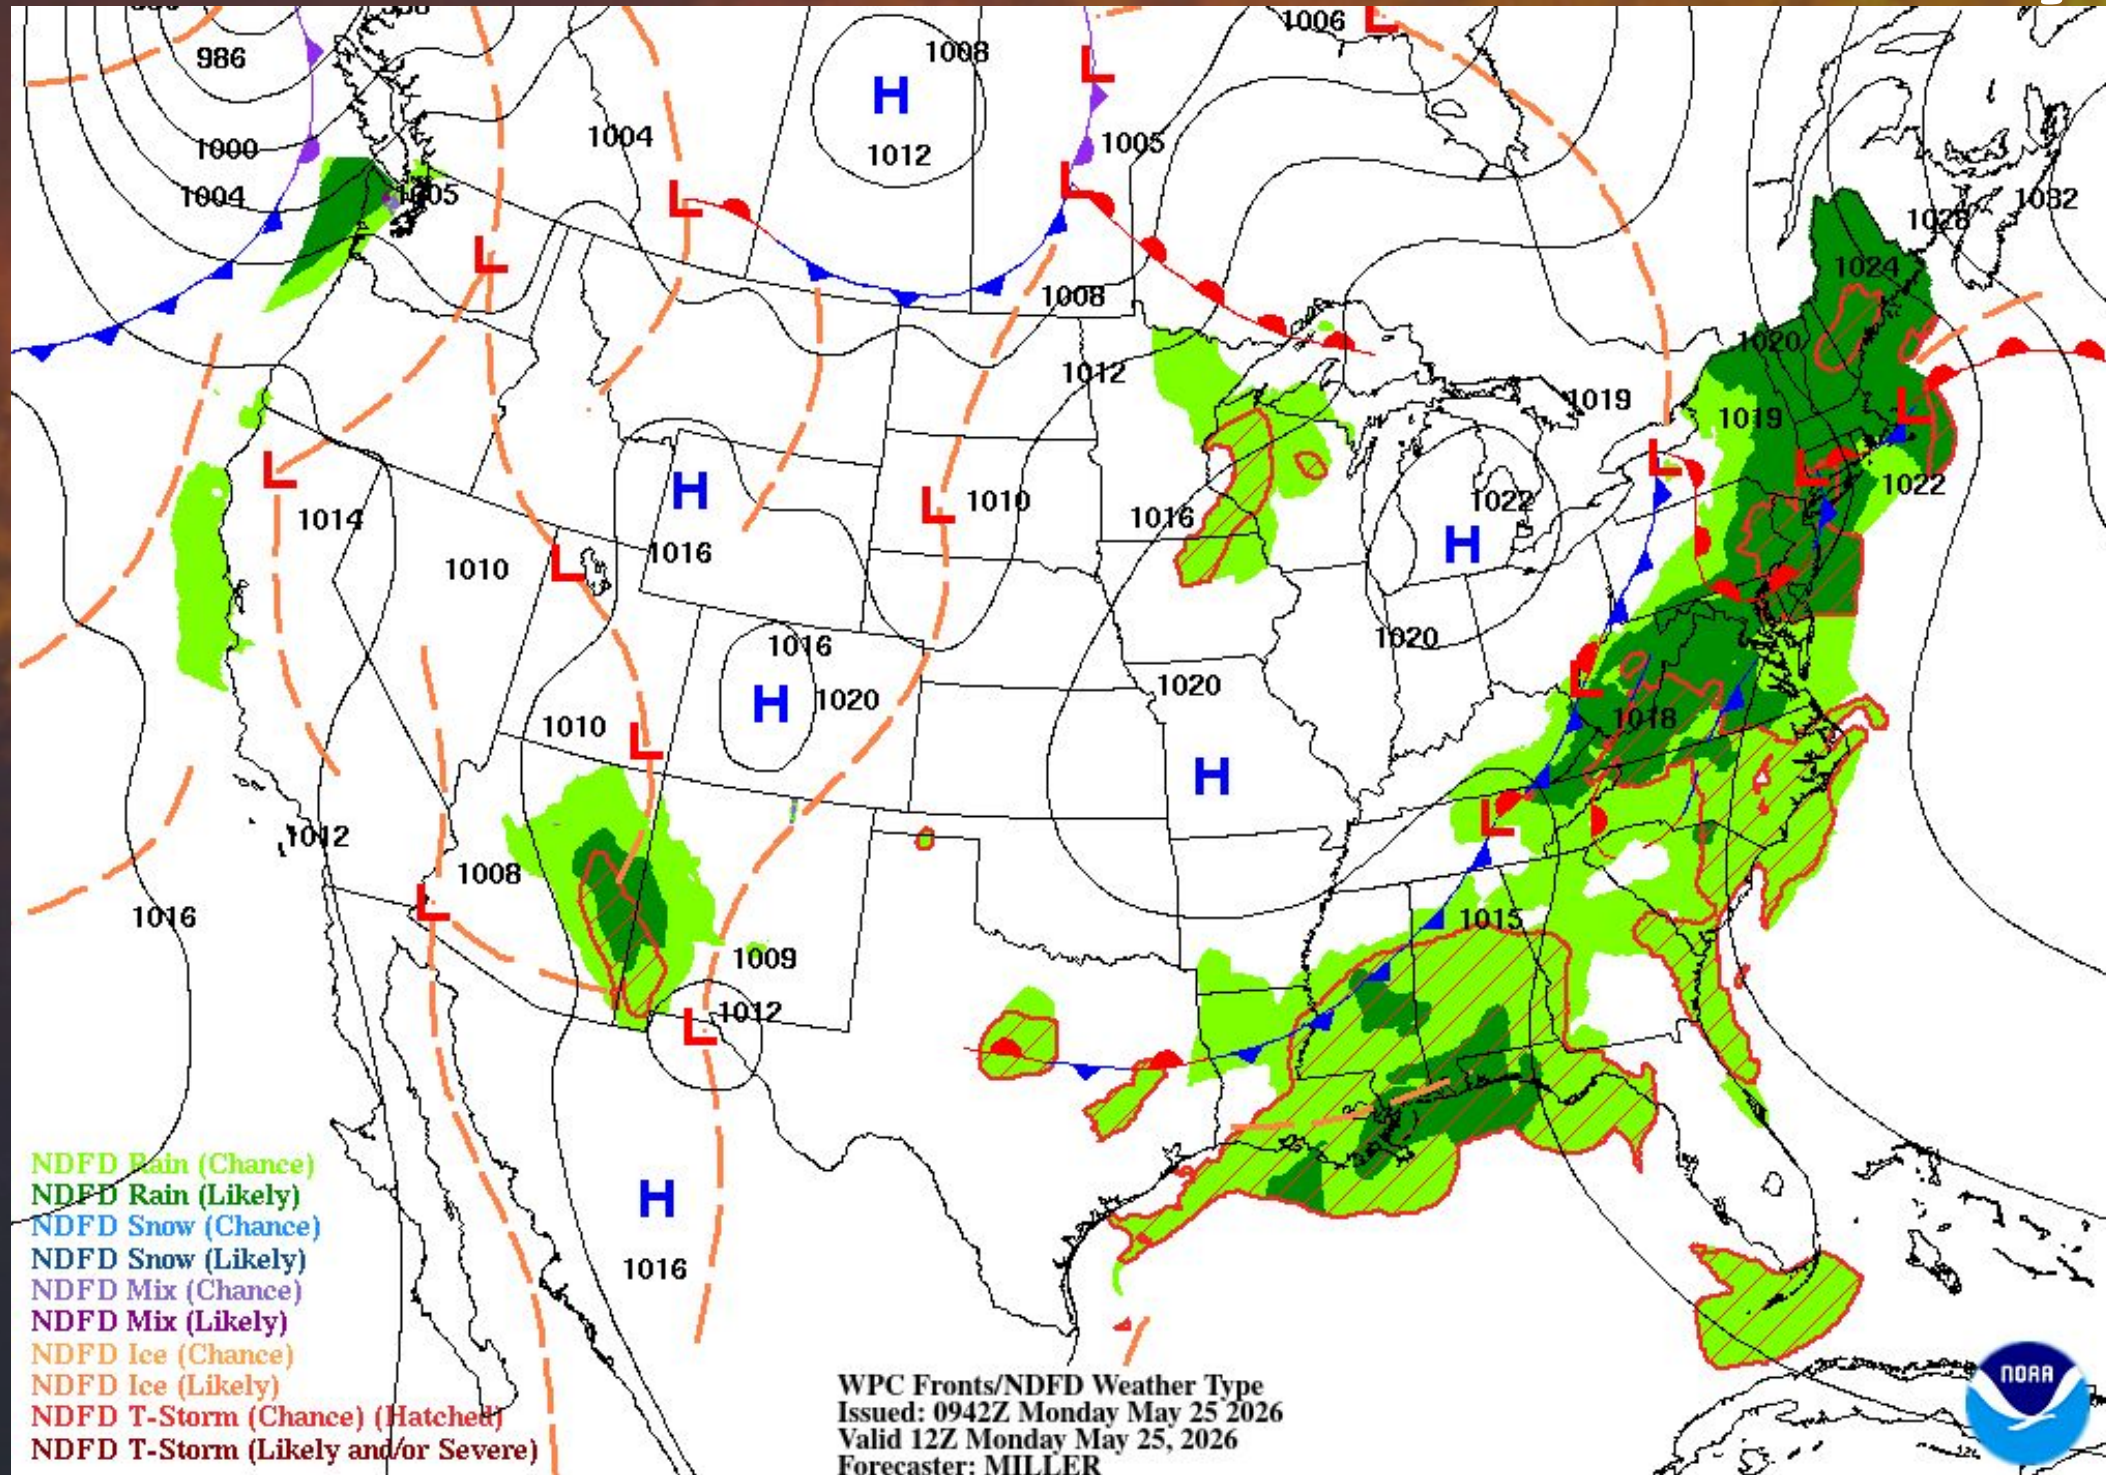 986
1000
1004
1005
1004
1008
H
1012
L
1005
L
1006
L
L
L
1008
1012
1032
1028
1024
1020
1019
1019
L
L
L
1022
L
1014
1010
L
H
1016
L
1010
1016
1022
H
1020
1016
H
1020
1010
L
1020
H
L
1018
L
1012
1008
L
1016
1009
1012
L
1015
H
1016
NDFD Rain (Chance)
NDFD Rain (Likely)
NDFD Snow (Chance)
NDFD Snow (Likely)
NDFD Mix (Chance)
NDFD Mix (Likely)
NDFD Ice (Chance)
NDFD Ice (Likely)
NDFD T-Storm (Chance) (Hatched)
NDFD T-Storm (Likely and/or Severe)
WPC Fronts/NDFD Weather Type
Issued: 0942Z Monday May 25 2026
Valid 12Z Monday May 25, 2026
Forecaster: MILLER
NOAA